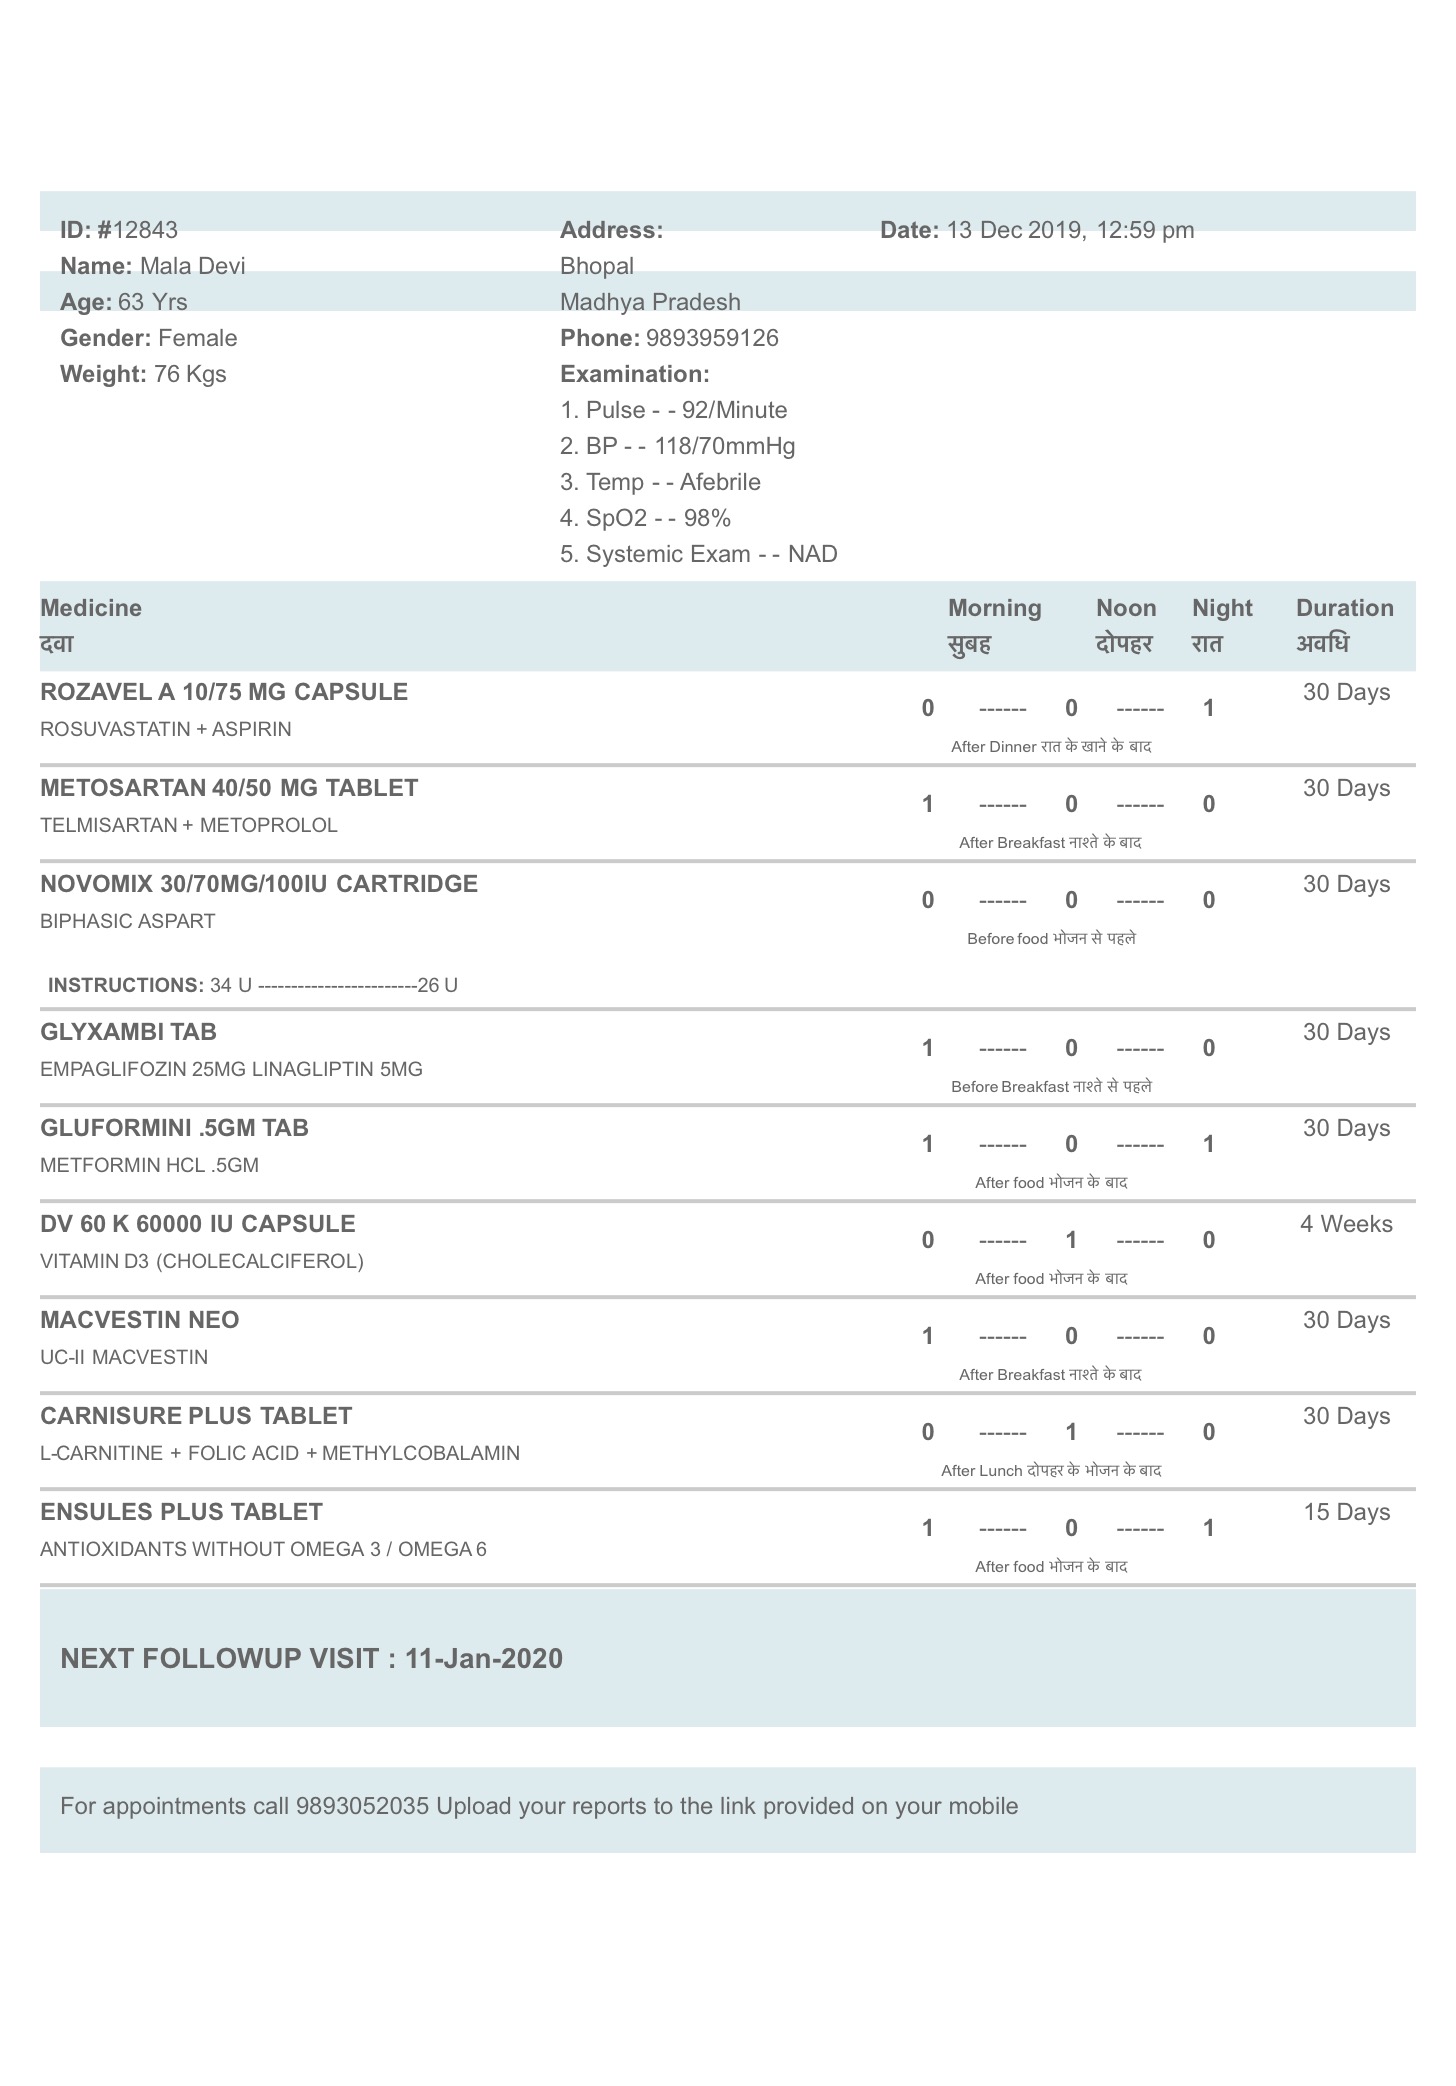 ID: #12843
Name: Mala Devi
Age: 63 Yrs
Gender: Female
Weight: 76 Kgs
Address:
Bhopal
Madhya Pradesh
Phone: 9893959126
Examination:
1. Pulse - - 92/Minute
2. BP - - 118/70mmHg
3. Temp - - Afebrile
4. SpO2 - - 98%
5. Systemic Exam - - NAD
Date: 13 Dec 2019, 12:59 pm
Medicine Morning Noon Night Duration
दवा सुबह दोपहर रात अवधि
ROZAVEL A 10/75 MG CAPSULE 30 Days
0 ------ 0 ------ 1
ROSUVASTATIN + ASPIRIN
After Dinner रात के खाने के बाद
METOSARTAN 40/50 MG TABLET 30 Days
1 ------ 0 ------ 0
TELMISARTAN + METOPROLOL
After Breakfast नाश्ते के बाद
NOVOMIX 30/70MG/100IU CARTRIDGE 30 Days
0 ------ 0 ------ 0
BIPHASIC ASPART
Before food भोजन से पहले
INSTRUCTIONS: 34 U ------------------------26 U
GLYXAMBI TAB 30 Days
1 ------ 0 ------ 0
EMPAGLIFOZIN 25MG LINAGLIPTIN 5MG
Before Breakfast नाश्ते से पहले
GLUFORMINI .5GM TAB 30 Days
1 ------ 0 ------ 1
METFORMIN HCL .5GM
After food भोजन के बाद
DV 60 K 60000 IU CAPSULE 4 Weeks
0 ------ 1 ------ 0
VITAMIN D3 (CHOLECALCIFEROL)
After food भोजन के बाद
MACVESTIN NEO 30 Days
1 ------ 0 ------ 0
UC-II MACVESTIN
After Breakfast नाश्ते के बाद
CARNISURE PLUS TABLET 30 Days
0 ------ 1 ------ 0
L-CARNITINE + FOLIC ACID + METHYLCOBALAMIN
After Lunch दोपहर के भोजन के बाद
ENSULES PLUS TABLET 15 Days
1 ------ 0 ------ 1
ANTIOXIDANTS WITHOUT OMEGA 3 / OMEGA 6
After food भोजन के बाद
NEXT FOLLOWUP VISIT : 11-Jan-2020
For appointments call 9893052035 Upload your reports to the link provided on your mobile